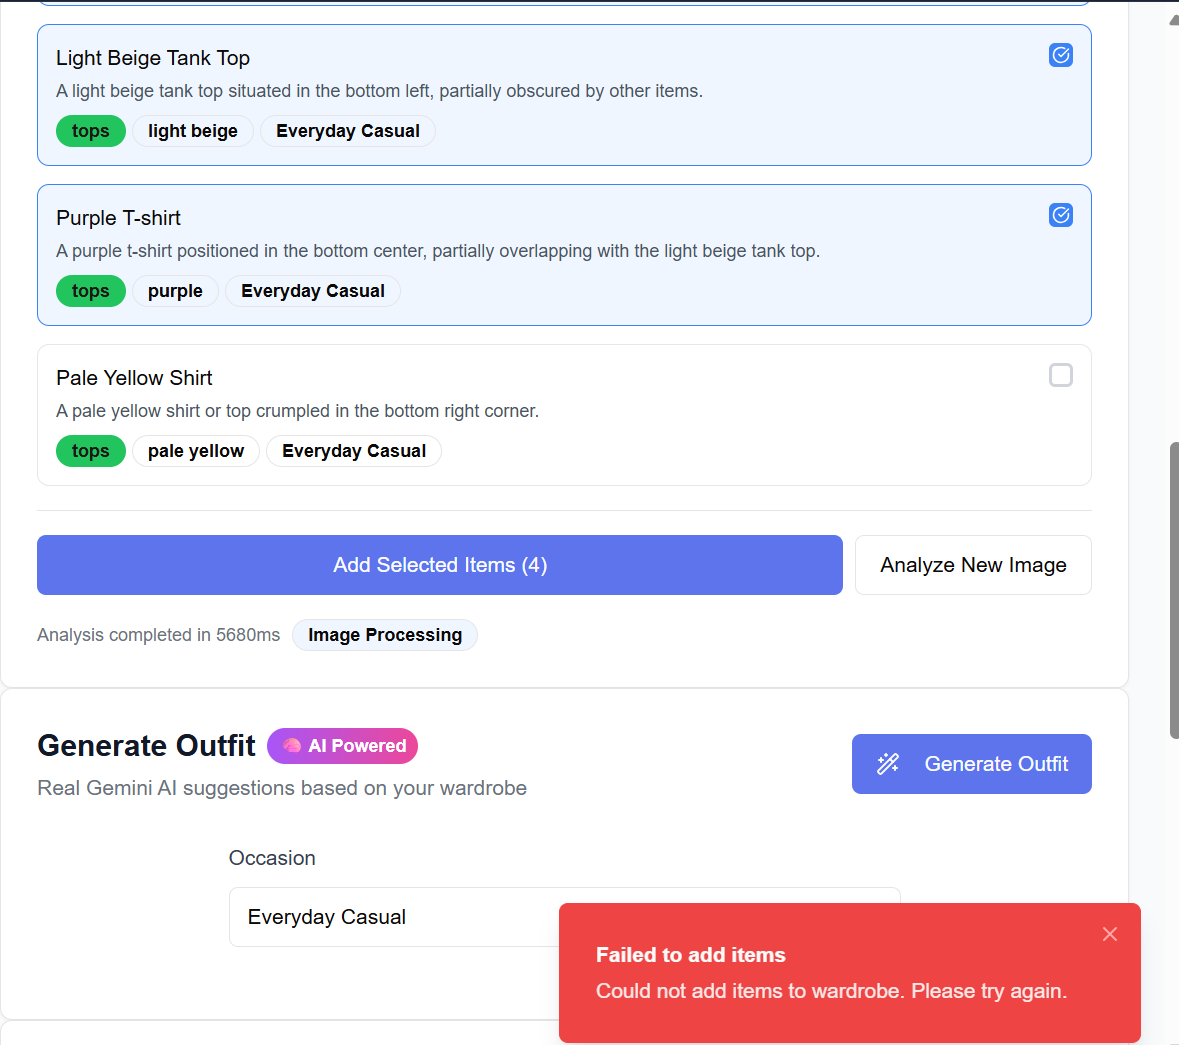 Light Beige Tank Top
A light beige tank top situated in the bottom left, partially obscured by other items.
tops light beige Everyday Casual
Purple T-shirt
A purple t-shirt positioned in the bottom center, partially overlapping with the light beige tank top.
tops purple Everyday Casual
Pale Yellow Shirt
A pale yellow shirt or top crumpled in the bottom right corner.
tops pale yellow Everyday Casual
Add Selected Items (4) Analyze New Image
Analysis completed in 5680ms Image Processing
Generate Outfit AI Powered
Generate Outfit
Real Gemini AI suggestions based on your wardrobe
Occasion
Everyday Casual
Failed to add items
Could not add items to wardrobe. Please try again.